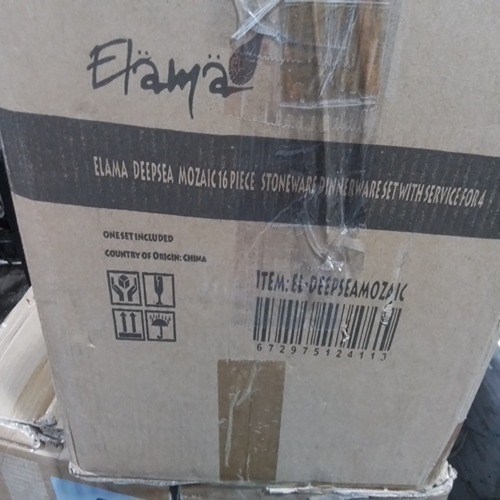 Elämä
ELAMA DEEPSEA MOZAIC 16 PIECE STONEWARE DINNERWARE SET WITH SERVICE FOR 4
ONE SET INCLUDED
COUNTRY OF ORIGIN: CHINA
ITEM: EL-DEEPSEAMOZAIC
672975124113